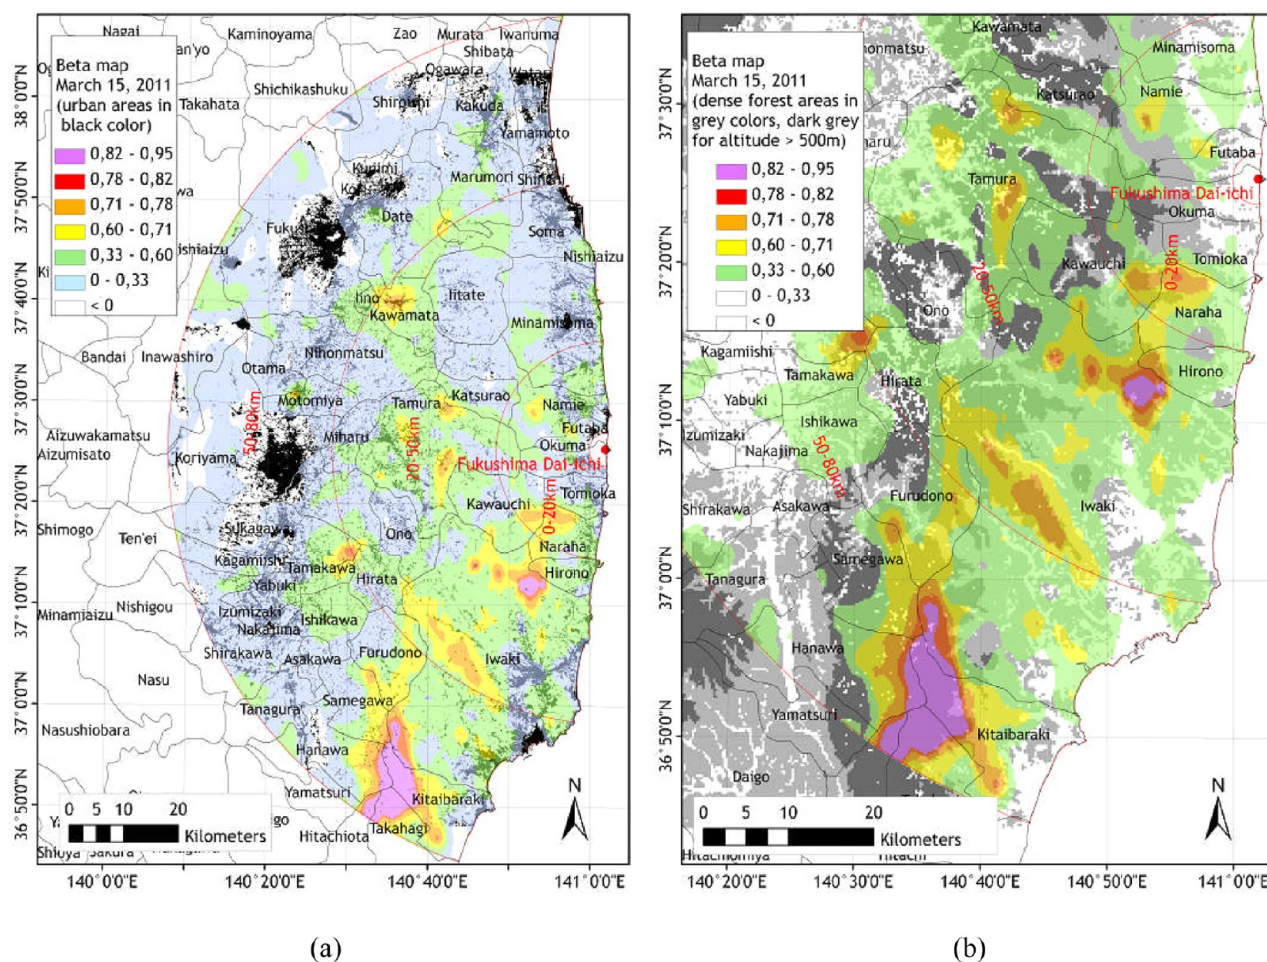 Nagai
Kaminoyama
Zao
Murata
Iwanuma
Shibata
Ogawara
Shichikashuku
Takahata
Kakuda
Yamamoto
Marumori
Date
Soma
Nishiaizu
Iino
Iitate
Kawamata
Minamisoma
Bandai
Inawashiro
Nihonmatsu
Otama
Motomiya
Katsurao
Tamura
Namie
Aizuwakamatsu
Aizumisato
Miharu
Futaba
Okuma
Koriyama
50-80km
20-50km
Fukushima Dai-ichi
Tomioka
Kawauchi
0-20km
Shimogo
Sukagawa
Ten'ei
Ono
Naraha
Kagamiishi
Tamakawa
Hirono
Hirata
Yabuki
Minamiaizu
Nishigou
Izumizaki
Ishikawa
Nakajima
Shirakawa
Asakawa
Furudono
Iwaki
Nasu
Samegawa
Tanagura
Nasushiobara
Hanawa
Yamatsuri
Kitaibaraki
Takahagi
Hitachiota
Shioya
Sakura
Beta map
March 15, 2011
(urban areas in
black color)
0,82 - 0,95
0,78 - 0,82
0,71 - 0,78
0,60 - 0,71
0,33 - 0,60
0 - 0,33
< 0
38°0'0"N
37°50'0"N
37°40'0"N
37°30'0"N
37°20'0"N
37°10'0"N
37°0'0"N
36°50'0"N
0 5 10 20
Kilometers
N
140°0'0"E 140°20'0"E 140°40'0"E 141°0'0"E
(a)
Beta map
March 15, 2011
(dense forest areas in
grey colors, dark grey
for altitude > 500m)
0,82 - 0,95
0,78 - 0,82
0,71 - 0,78
0,60 - 0,71
0,33 - 0,60
0 - 0,33
< 0
Kawamata
Minamisoma
Katsurao
Namie
Futaba
Tamura
Fukushima Dai-ichi
Okuma
Kawauchi
Tomioka
0-20km
20-50km
Ono
Naraha
Kagamiishi
Tamakawa
Hirata
Hirono
Yabuki
Ishikawa
Nakajima
50-80km
Furudono
Shirakawa
Asakawa
Iwaki
Samegawa
Tanagura
Hanawa
Yamatsuri
Kitaibaraki
Daigo
Hitachiomiya
Hitachi
37°30'0"N
37°20'0"N
37°10'0"N
37°0'0"N
36°50'0"N
0 5 10 20
Kilometers
N
140°20'0"E 140°30'0"E 140°40'0"E 140°50'0"E 141°0'0"E
(b)